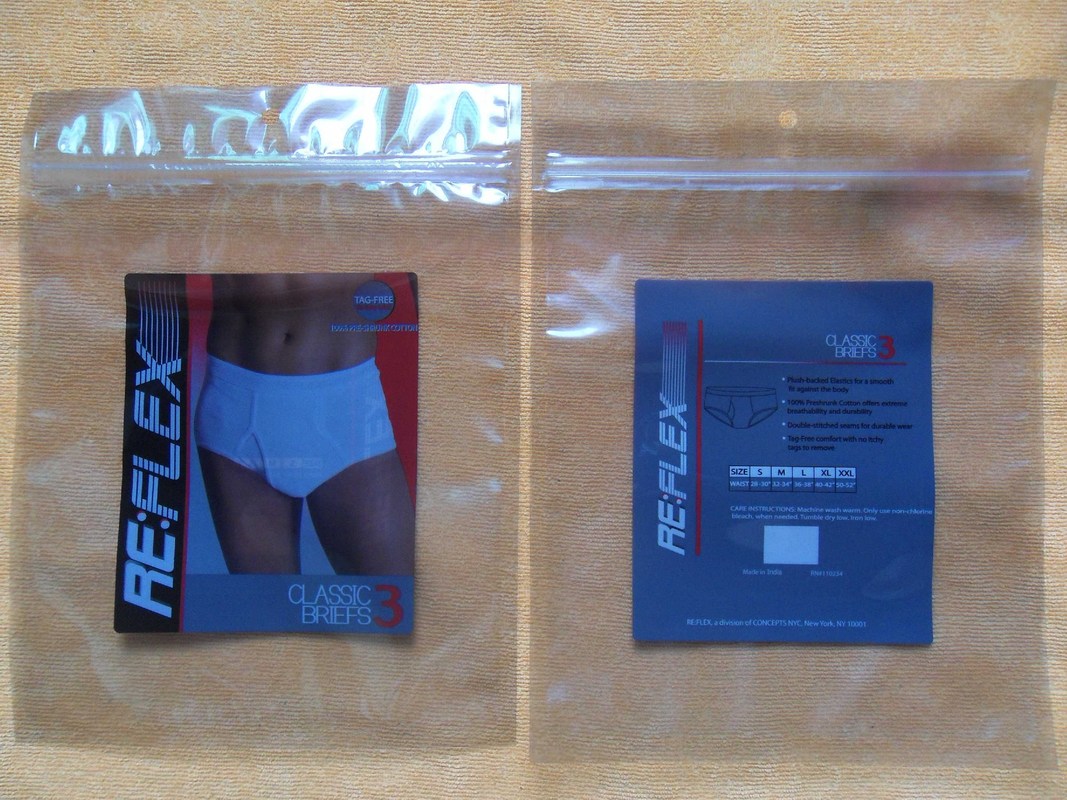 TAG-FREE
100% PRE-SHRUNK COTTON
RE:FLEX
CLASSIC
BRIEFS 3
CLASSIC
BRIEFS 3
RE:FLEX
• Plush-backed Elastics for a smooth
fit against the body
• 100% Preshrunk Cotton offers extreme
breathability and durability
• Double-stitched seams for durable wear
• Tag-Free comfort with no itchy
tags to remove
SIZE S M L XL XXL
WAIST 28-30" 32-34" 36-38" 40-42" 50-52"
CARE INSTRUCTIONS: Machine wash warm. Only use non-chlorine
bleach, when needed. Tumble dry low. Iron low.
Made in India
RE:FLEX, a division of CONCEPTS NYC, New York, NY 10001